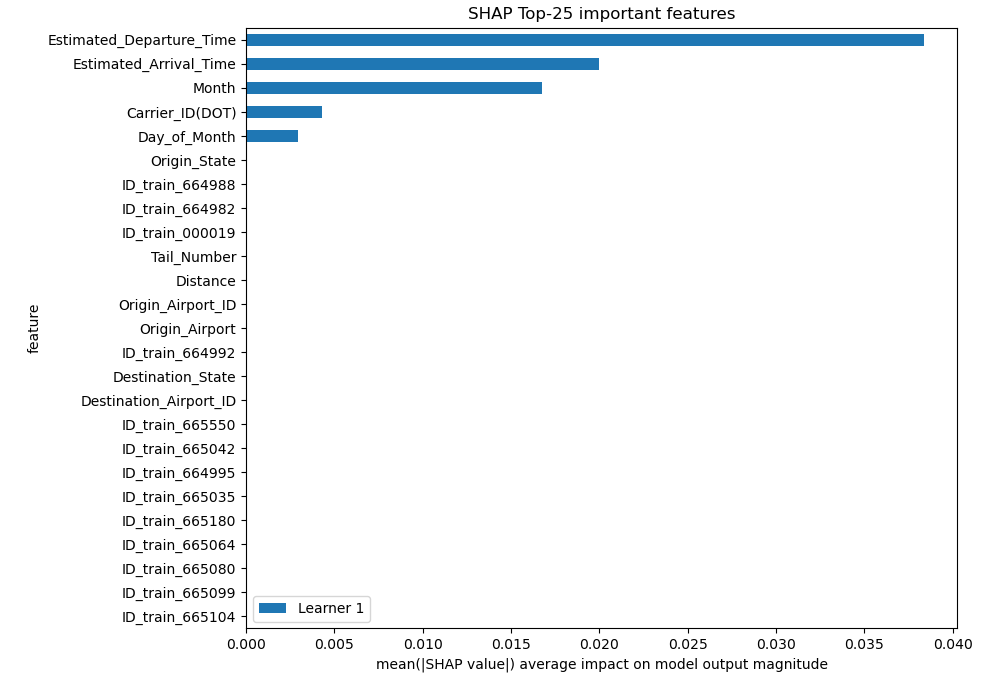 SHAP Top-25 important features
Estimated_Departure_Time
Estimated_Arrival_Time
Month
Carrier_ID(DOT)
Day_of_Month
Origin_State
ID_train_664988
ID_train_664982
ID_train_000019
Tail_Number
Distance
Origin_Airport_ID
Origin_Airport
ID_train_664992
Destination_State
Destination_Airport_ID
ID_train_665550
ID_train_665042
ID_train_664995
ID_train_665035
ID_train_665180
ID_train_665064
ID_train_665080
ID_train_665099
ID_train_665104
feature
Learner 1
0.000 0.005 0.010 0.015 0.020 0.025 0.030 0.035 0.040
mean(|SHAP value|) average impact on model output magnitude